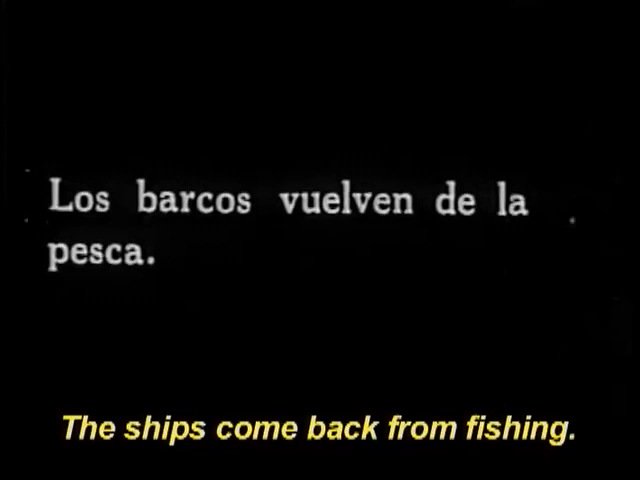 Los barcos vuelven de la
pesca.
The ships come back from fishing.